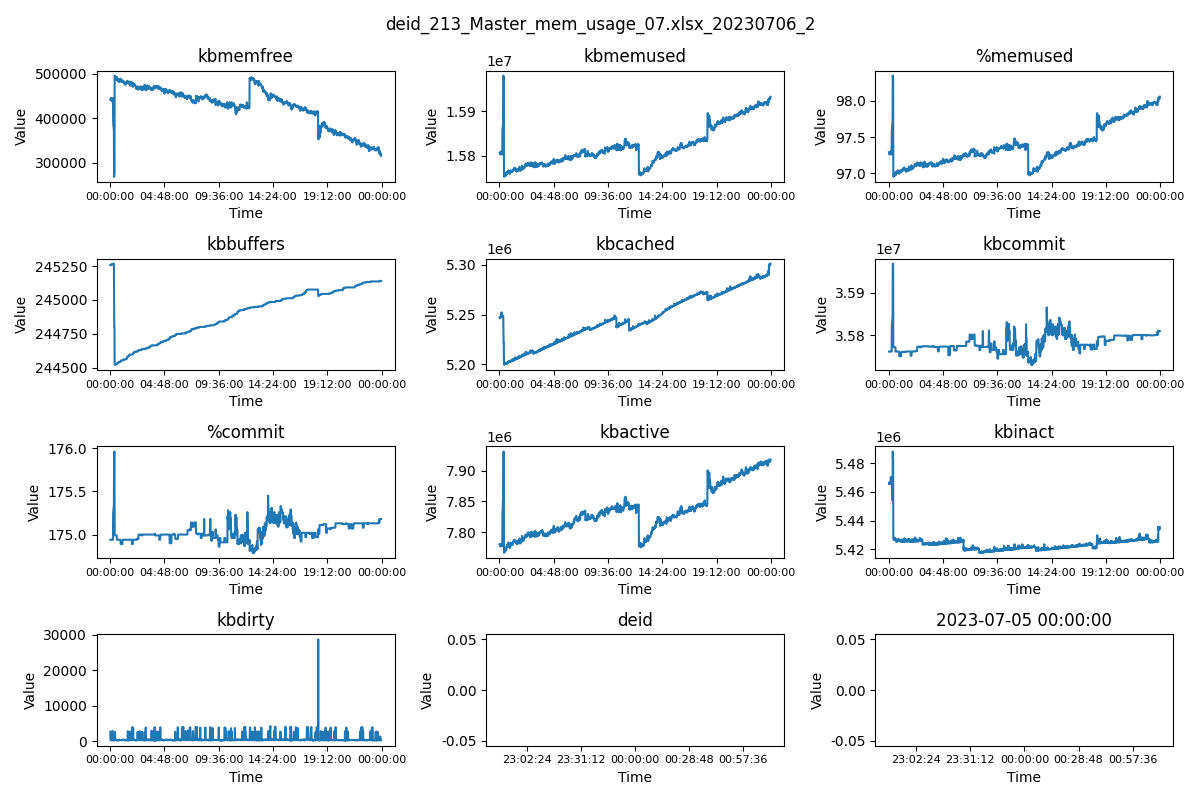 deid_213_Master_mem_usage_07.xlsx_20230706_2
kbmemfree
500000
400000
300000
Value
00:00:00 04:48:00 09:36:00 14:24:00 19:12:00 00:00:00
Time
kbmemused
1e7
1.59
1.58
Value
00:00:00 04:48:00 09:36:00 14:24:00 19:12:00 00:00:00
Time
%memused
98.0
97.5
97.0
Value
00:00:00 04:48:00 09:36:00 14:24:00 19:12:00 00:00:00
Time
kbbuffers
245250
245000
244750
244500
Value
00:00:00 04:48:00 09:36:00 14:24:00 19:12:00 00:00:00
Time
kbcached
1e6
5.30
5.25
5.20
Value
00:00:00 04:48:00 09:36:00 14:24:00 19:12:00 00:00:00
Time
kbcommit
1e7
3.59
3.58
Value
00:00:00 04:48:00 09:36:00 14:24:00 19:12:00 00:00:00
Time
%commit
176.0
175.5
175.0
Value
00:00:00 04:48:00 09:36:00 14:24:00 19:12:00 00:00:00
Time
kbactive
1e6
7.90
7.85
7.80
Value
00:00:00 04:48:00 09:36:00 14:24:00 19:12:00 00:00:00
Time
kbinact
1e6
5.48
5.46
5.44
5.42
Value
00:00:00 04:48:00 09:36:00 14:24:00 19:12:00 00:00:00
Time
kbdirty
30000
20000
10000
0
Value
00:00:00 04:48:00 09:36:00 14:24:00 19:12:00 00:00:00
Time
deid
0.05
0.00
-0.05
Value
23:02:24 23:31:12 00:00:00 00:28:48 00:57:36
Time
2023-07-05 00:00:00
0.05
0.00
-0.05
Value
23:02:24 23:31:12 00:00:00 00:28:48 00:57:36
Time